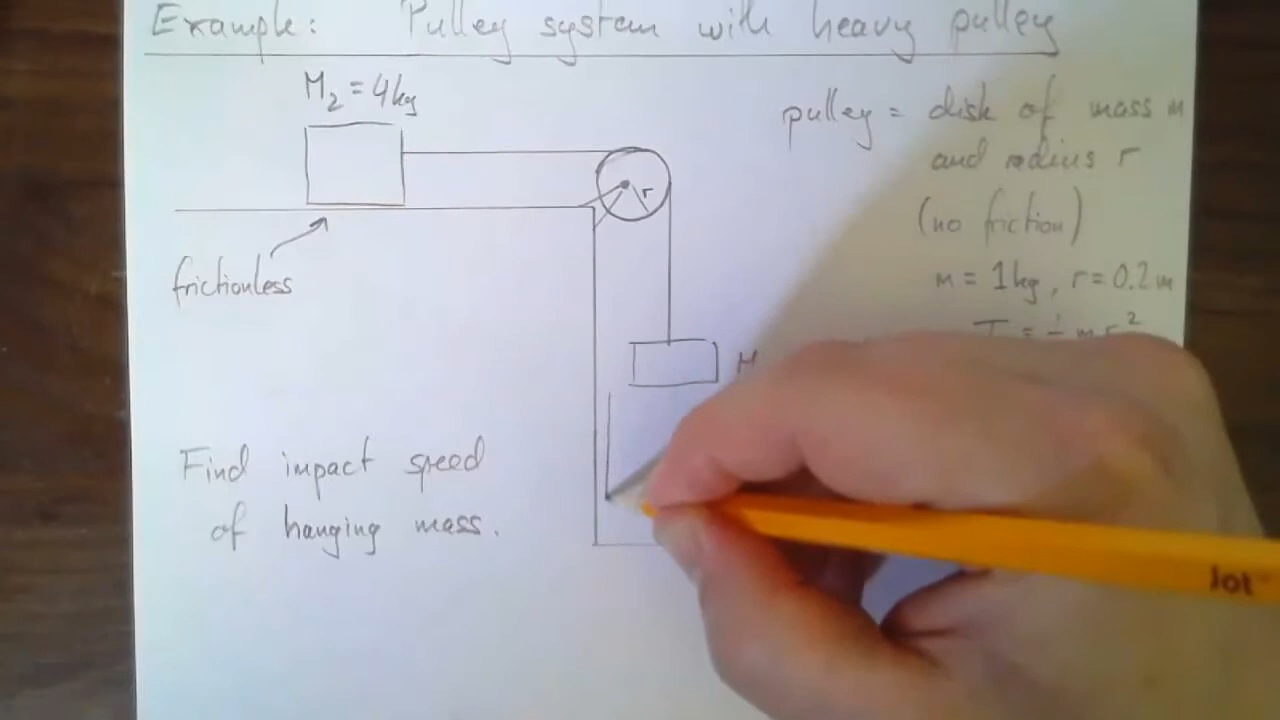 Example: Pulley system with heavy pulley
M₂ = 4kg
pulley = disk of mass m
and radius r
(no friction)
m = 1kg, r = 0.2m
r
frictionless
Find impact speed
of hanging mass.
lot